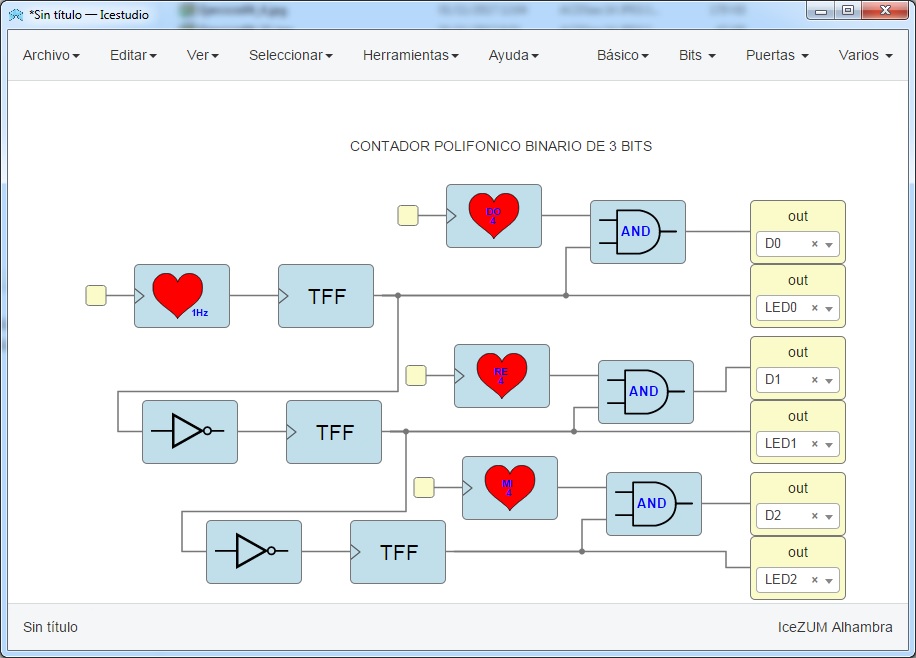 *Sin título — Icestudio
Archivo Editar Ver Seleccionar Herramientas Ayuda Básico Bits Puertas Varios
CONTADOR POLIFONICO BINARIO DE 3 BITS
DO
4
AND
out
D0
1Hz
TFF
out
LED0
RE
4
AND
out
D1
TFF
out
LED1
MI
4
AND
out
D2
TFF
out
LED2
Sin título
IceZUM Alhambra